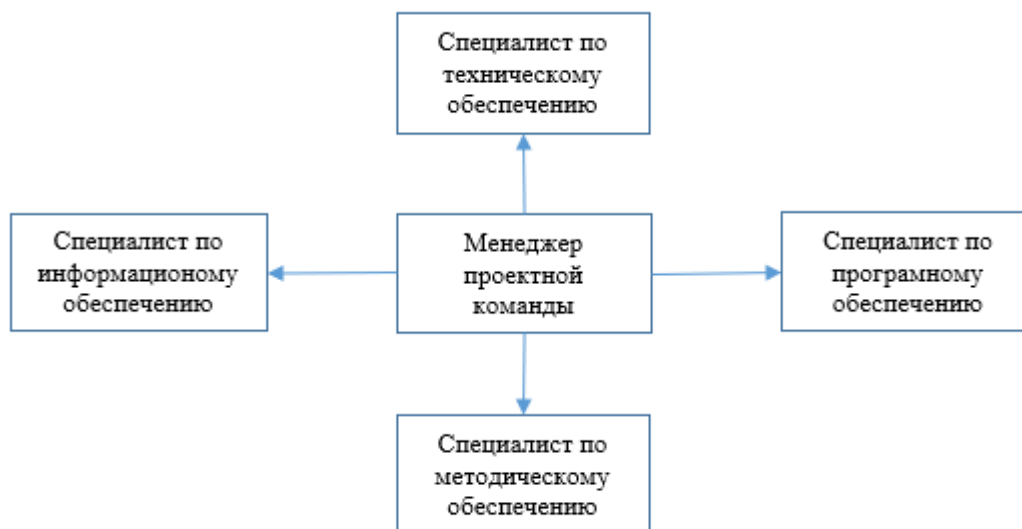 Специалист по
техническому
обеспечению
Специалист по
информационому
обеспечению
Менеджер
проектной
команды
Специалист по
програмному
обеспечению
Специалист по
методическому
обеспечению